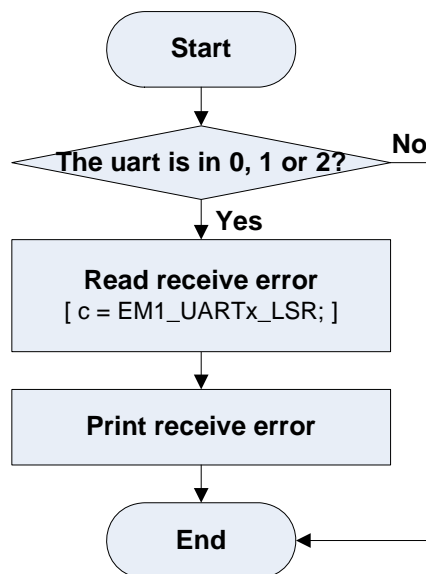 Start
The uart is in 0, 1 or 2?
No
Yes
Read receive error
[ c = EM1_UARTx_LSR; ]
Print receive error
End